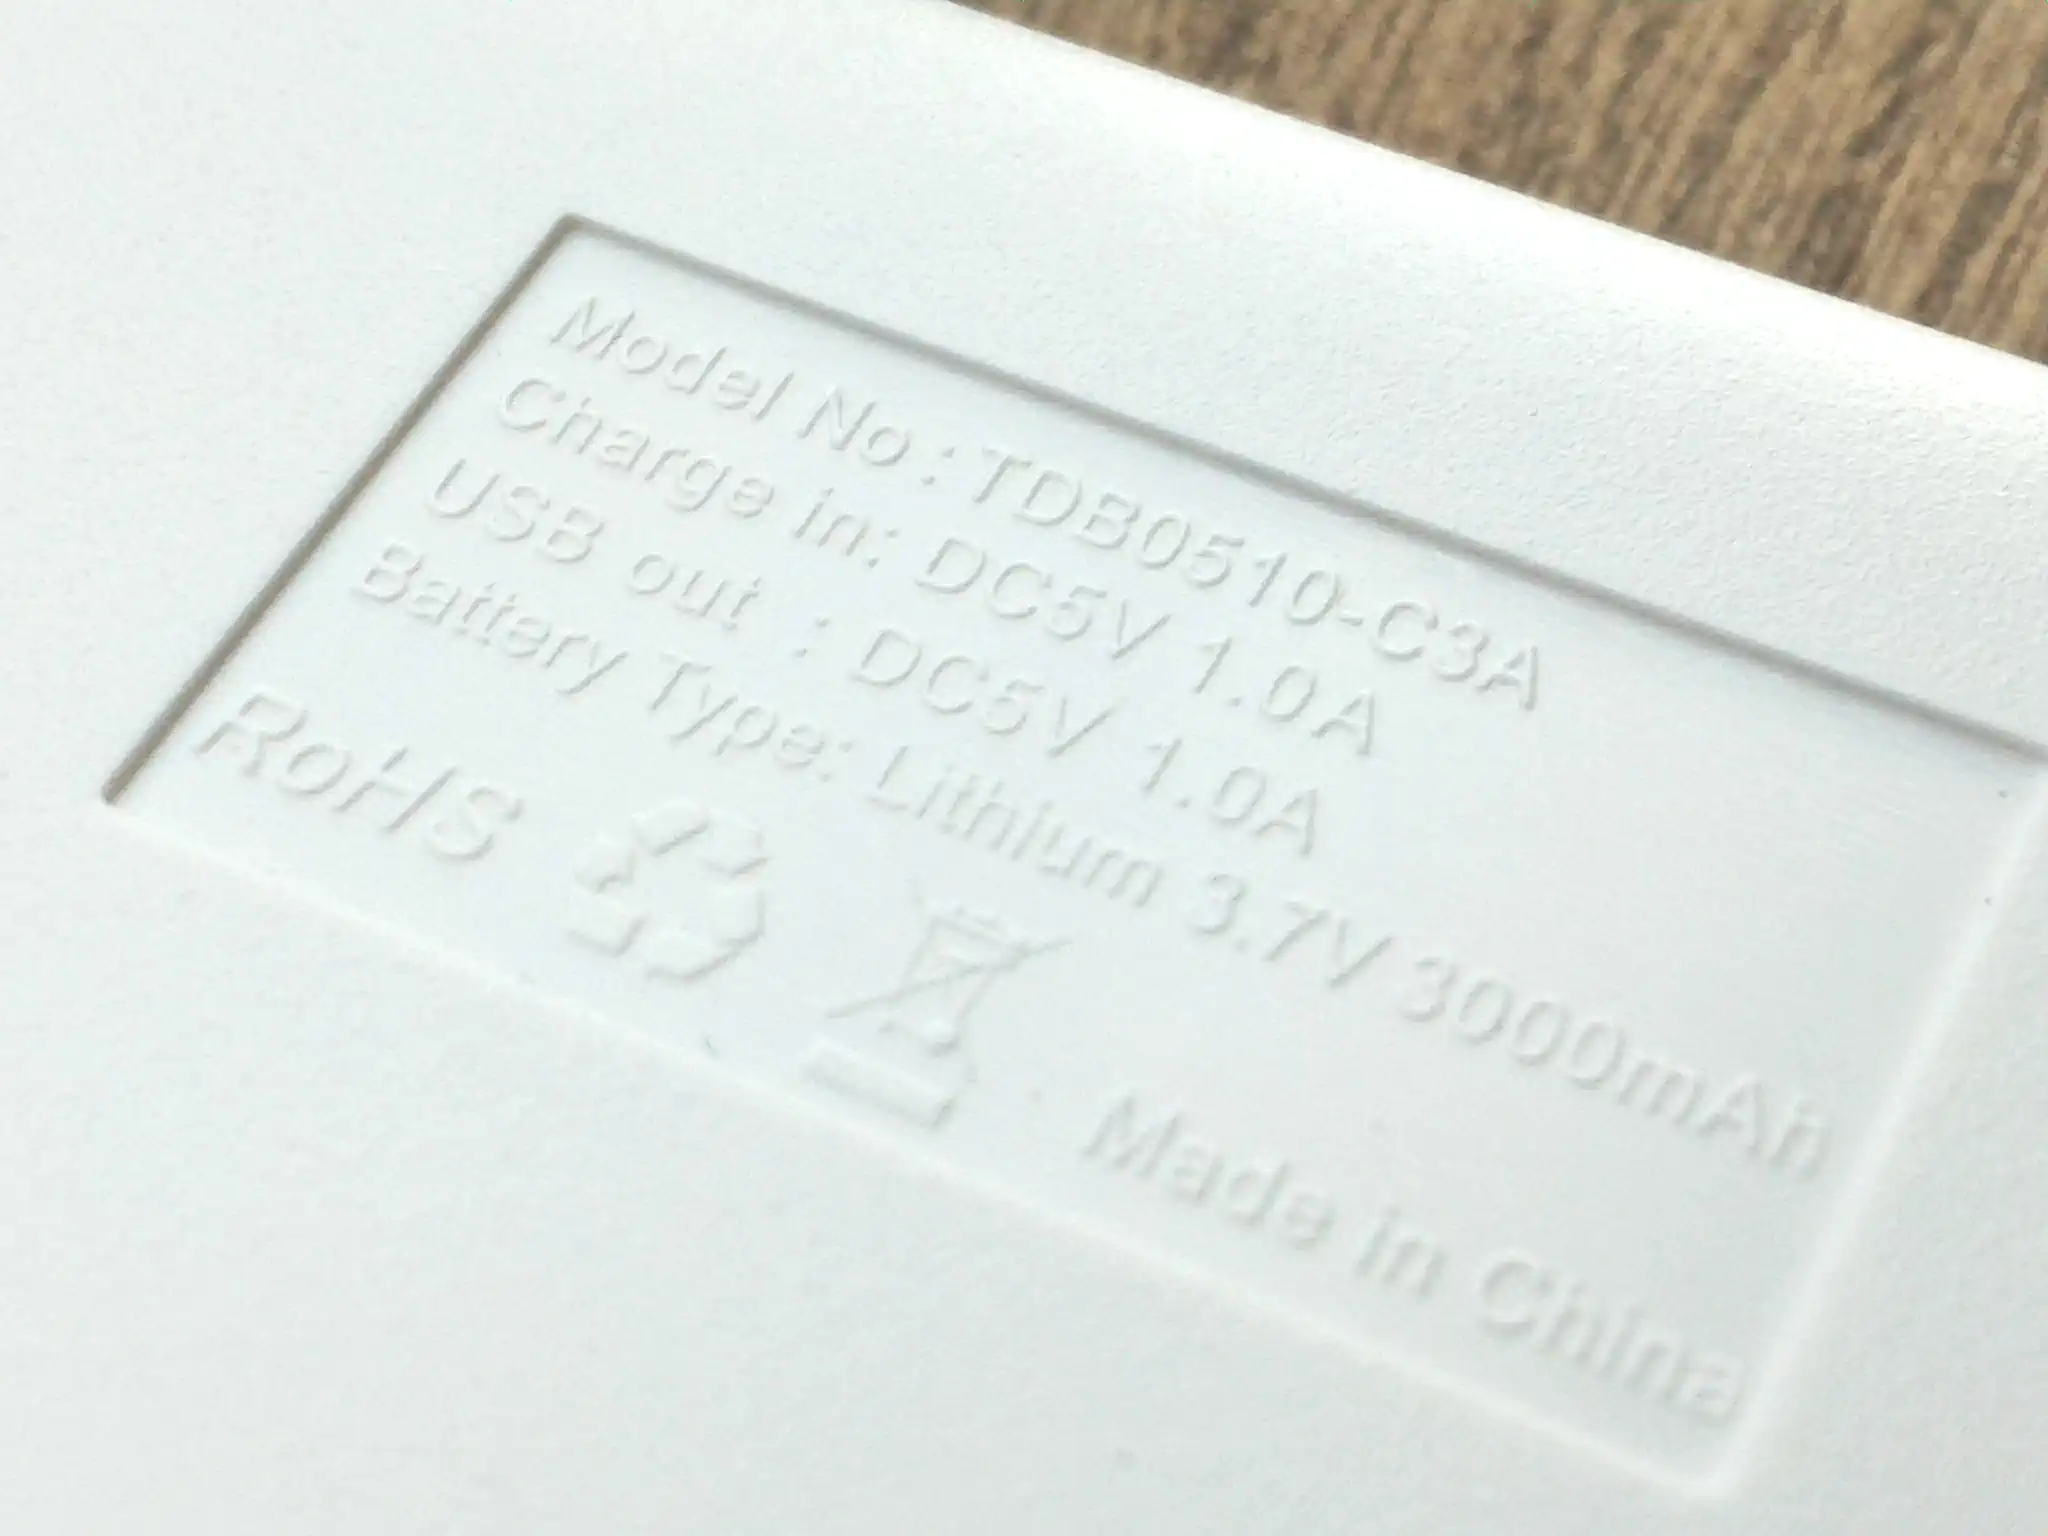 Model No : TDB0510-C3A
Charge in: DC5V 1.0A
USB out : DC5V 1.0A
Battery Type: Lithium 3.7V 3000mAh
RoHS
Made in China